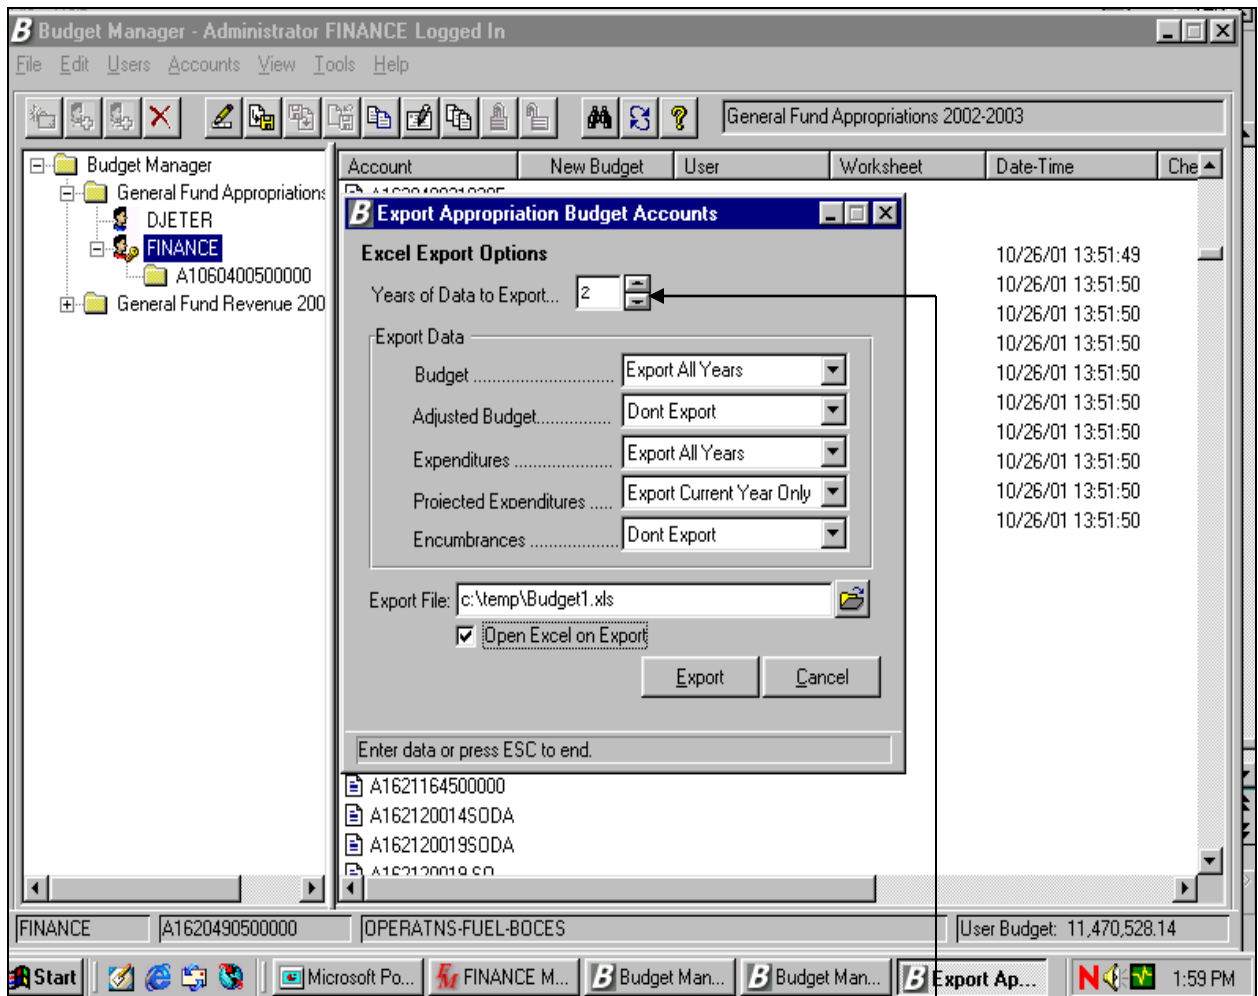 Budget Manager - Administrator FINANCE Logged In
File Edit Users Accounts View Tools Help
General Fund Appropriations 2002-2003
Budget Manager
General Fund Appropriations
DJETER
FINANCE
A1060400500000
General Fund Revenue 200
Account New Budget User Worksheet Date-Time Che
Export Appropriation Budget Accounts
Excel Export Options
Years of Data to Export... 2
Export Data
Budget ............................ Export All Years
Adjusted Budget............... Dont Export
Expenditures .................... Export All Years
Projected Expenditures ..... Export Current Year Only
Encumbrances .................. Dont Export
Export File: c:\temp\Budget1.xls
Open Excel on Export
Export Cancel
Enter data or press ESC to end.
10/26/01 13:51:49
10/26/01 13:51:50
10/26/01 13:51:50
10/26/01 13:51:50
10/26/01 13:51:50
10/26/01 13:51:50
10/26/01 13:51:50
10/26/01 13:51:50
10/26/01 13:51:50
10/26/01 13:51:50
A1621164500000
A162120014SODA
A162120019SODA
FINANCE A1620490500000 OPERATNS-FUEL-BOCES User Budget: 11,470,528.14
Start Microsoft Po... FINANCE M... Budget Man... Budget Man... Export Ap... 1:59 PM